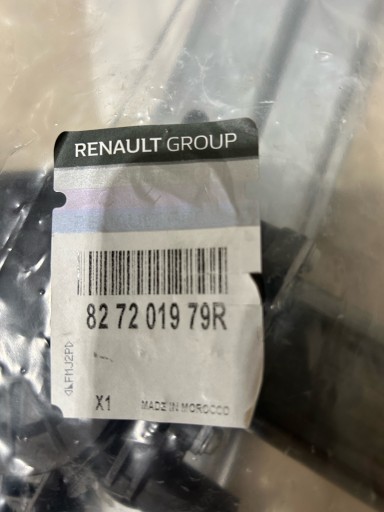 RENAULT GROUP
82 72 019 79R
X1
MADE IN MOROCCO